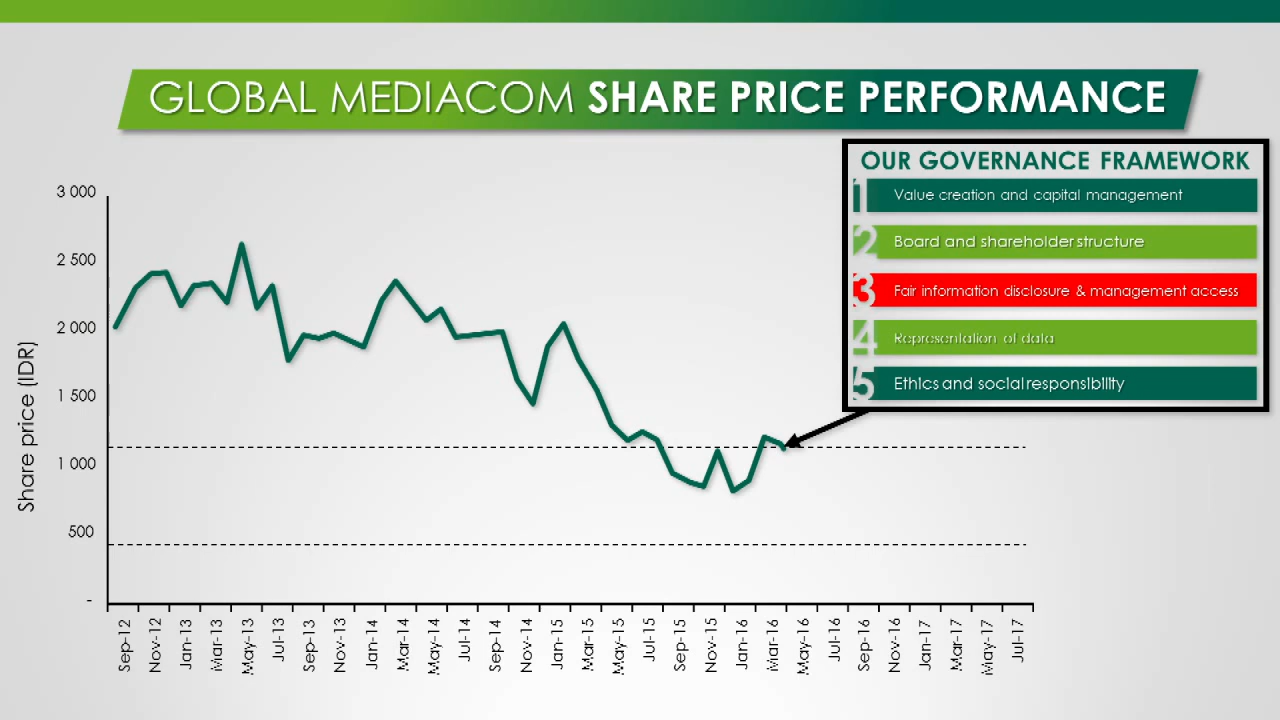 GLOBAL MEDIACOM SHARE PRICE PERFORMANCE
OUR GOVERNANCE FRAMEWORK
1 Value creation and capital management
2 Board and shareholder structure
3 Fair information disclosure & management access
4 Representation of data
5 Ethics and social responsibility
Share price (IDR)
3 000
2 500
2 000
1 500
1 000
500
-
Sep-12
Nov-12
Jan-13
Mar-13
May-13
Jul-13
Sep-13
Nov-13
Jan-14
Mar-14
May-14
Jul-14
Sep-14
Nov-14
Jan-15
Mar-15
May-15
Jul-15
Sep-15
Nov-15
Jan-16
Mar-16
May-16
Jul-16
Sep-16
Nov-16
Jan-17
Mar-17
May-17
Jul-17